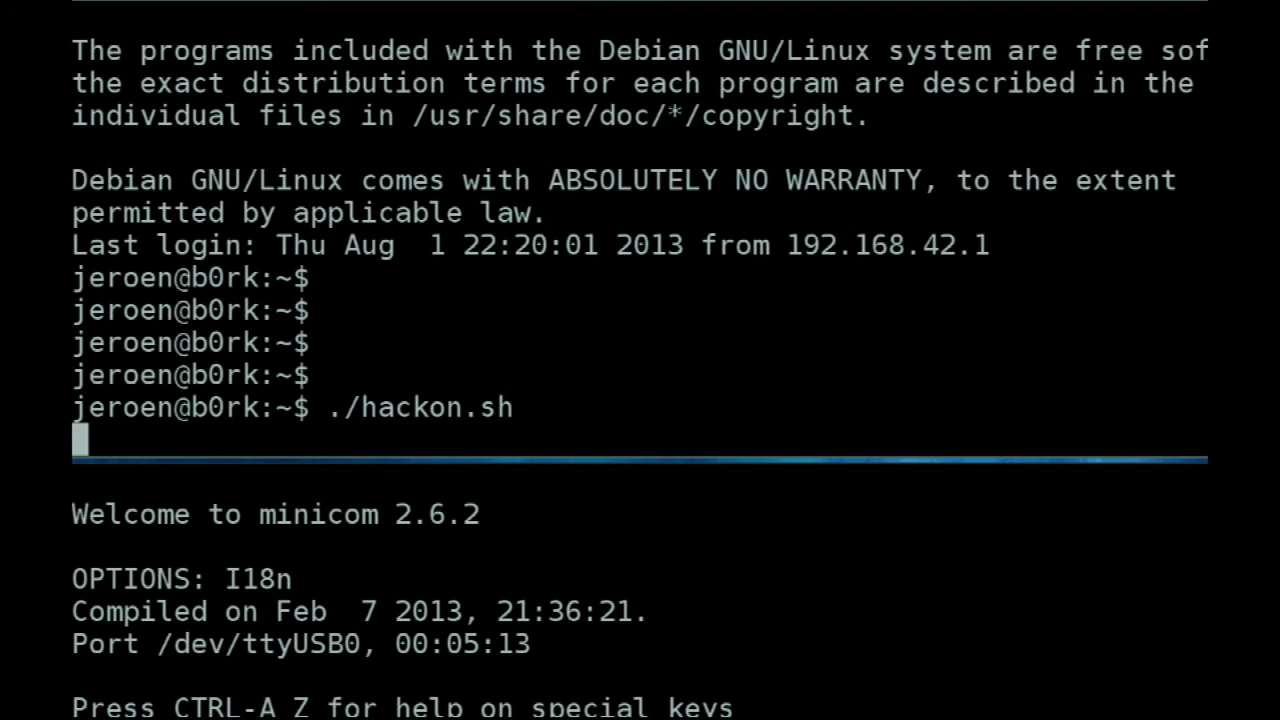 The programs included with the Debian GNU/Linux system are free sof
the exact distribution terms for each program are described in the
individual files in /usr/share/doc/*/copyright.
Debian GNU/Linux comes with ABSOLUTELY NO WARRANTY, to the extent
permitted by applicable law.
Last login: Thu Aug  1 22:20:01 2013 from 192.168.42.1
jeroen@b0rk:~$
jeroen@b0rk:~$
jeroen@b0rk:~$
jeroen@b0rk:~$
jeroen@b0rk:~$ ./hackon.sh
Welcome to minicom 2.6.2
OPTIONS: I18n
Compiled on Feb  7 2013, 21:36:21.
Port /dev/ttyUSB0, 00:05:13
Press CTRL-A Z for help on special keys